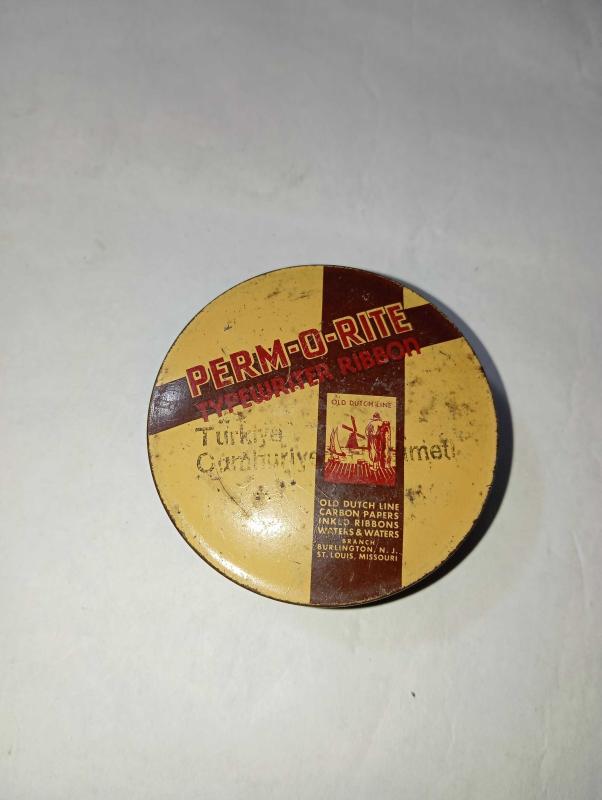 PERM-O-RITE
TYPEWRITER RIBBON
OLD DUTCH LINE
Türkiye
OLD DUTCH LINE
CARBON PAPERS
INKED RIBBONS
WATERS & WATERS
BRANCH
BURLINGTON, N. J.
ST. LOUIS, MISSOURI